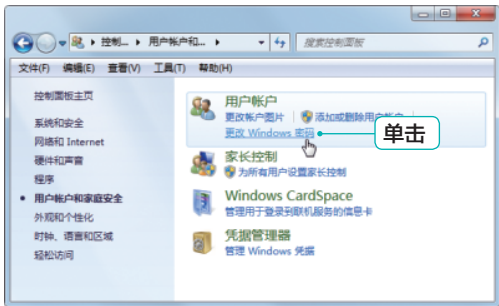 控制... 用户帐户和... 搜索控制面板
文件(F) 编辑(E) 查看(V) 工具(T) 帮助(H)
控制面板主页
系统和安全
网络和 Internet
硬件和声音
程序
用户帐户和家庭安全
外观和个性化
时钟、语言和区域
轻松访问
用户帐户
更改帐户图片 添加或删除用户帐户
更改 Windows 密码
单击
家长控制
为所有用户设置家长控制
Windows CardSpace
管理用于登录到联机服务的信息卡
凭据管理器
管理 Windows 凭据